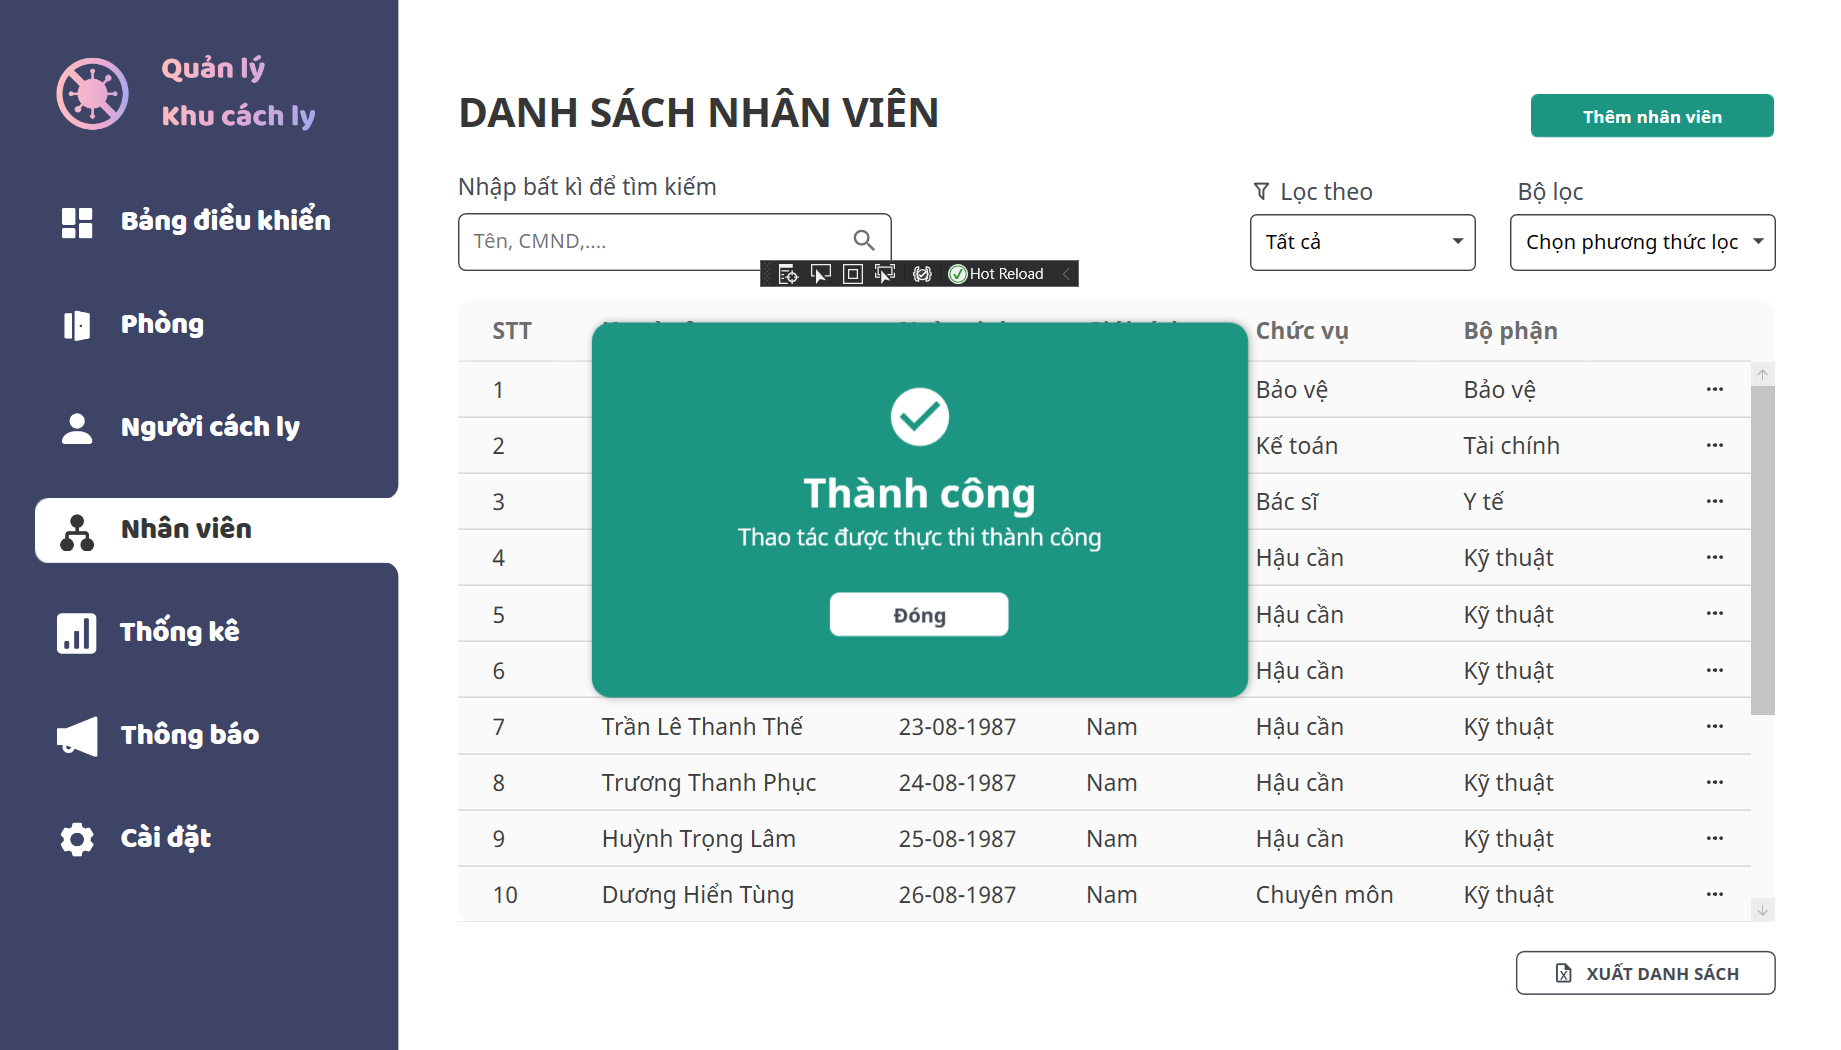 Quản lý
Khu cách ly
Bảng điều khiển
Phòng
Người cách ly
Nhân viên
Thống kê
Thông báo
Cài đặt
DANH SÁCH NHÂN VIÊN
Thêm nhân viên
Nhập bất kì để tìm kiếm
Lọc theo
Bộ lọc
Tên, CMND,....
Tất cả
Chọn phương thức lọc
Hot Reload
STT Chức vụ Bộ phận
1 Bảo vệ Bảo vệ
2 Kế toán Tài chính
3 Bác sĩ Y tế
4 Hậu cần Kỹ thuật
5 Hậu cần Kỹ thuật
6 Hậu cần Kỹ thuật
Thành công
Thao tác được thực thi thành công
Đóng
7 Trần Lê Thanh Thế 23-08-1987 Nam Hậu cần Kỹ thuật
8 Trương Thanh Phục 24-08-1987 Nam Hậu cần Kỹ thuật
9 Huỳnh Trọng Lâm 25-08-1987 Nam Hậu cần Kỹ thuật
10 Dương Hiển Tùng 26-08-1987 Nam Chuyên môn Kỹ thuật
XUẤT DANH SÁCH